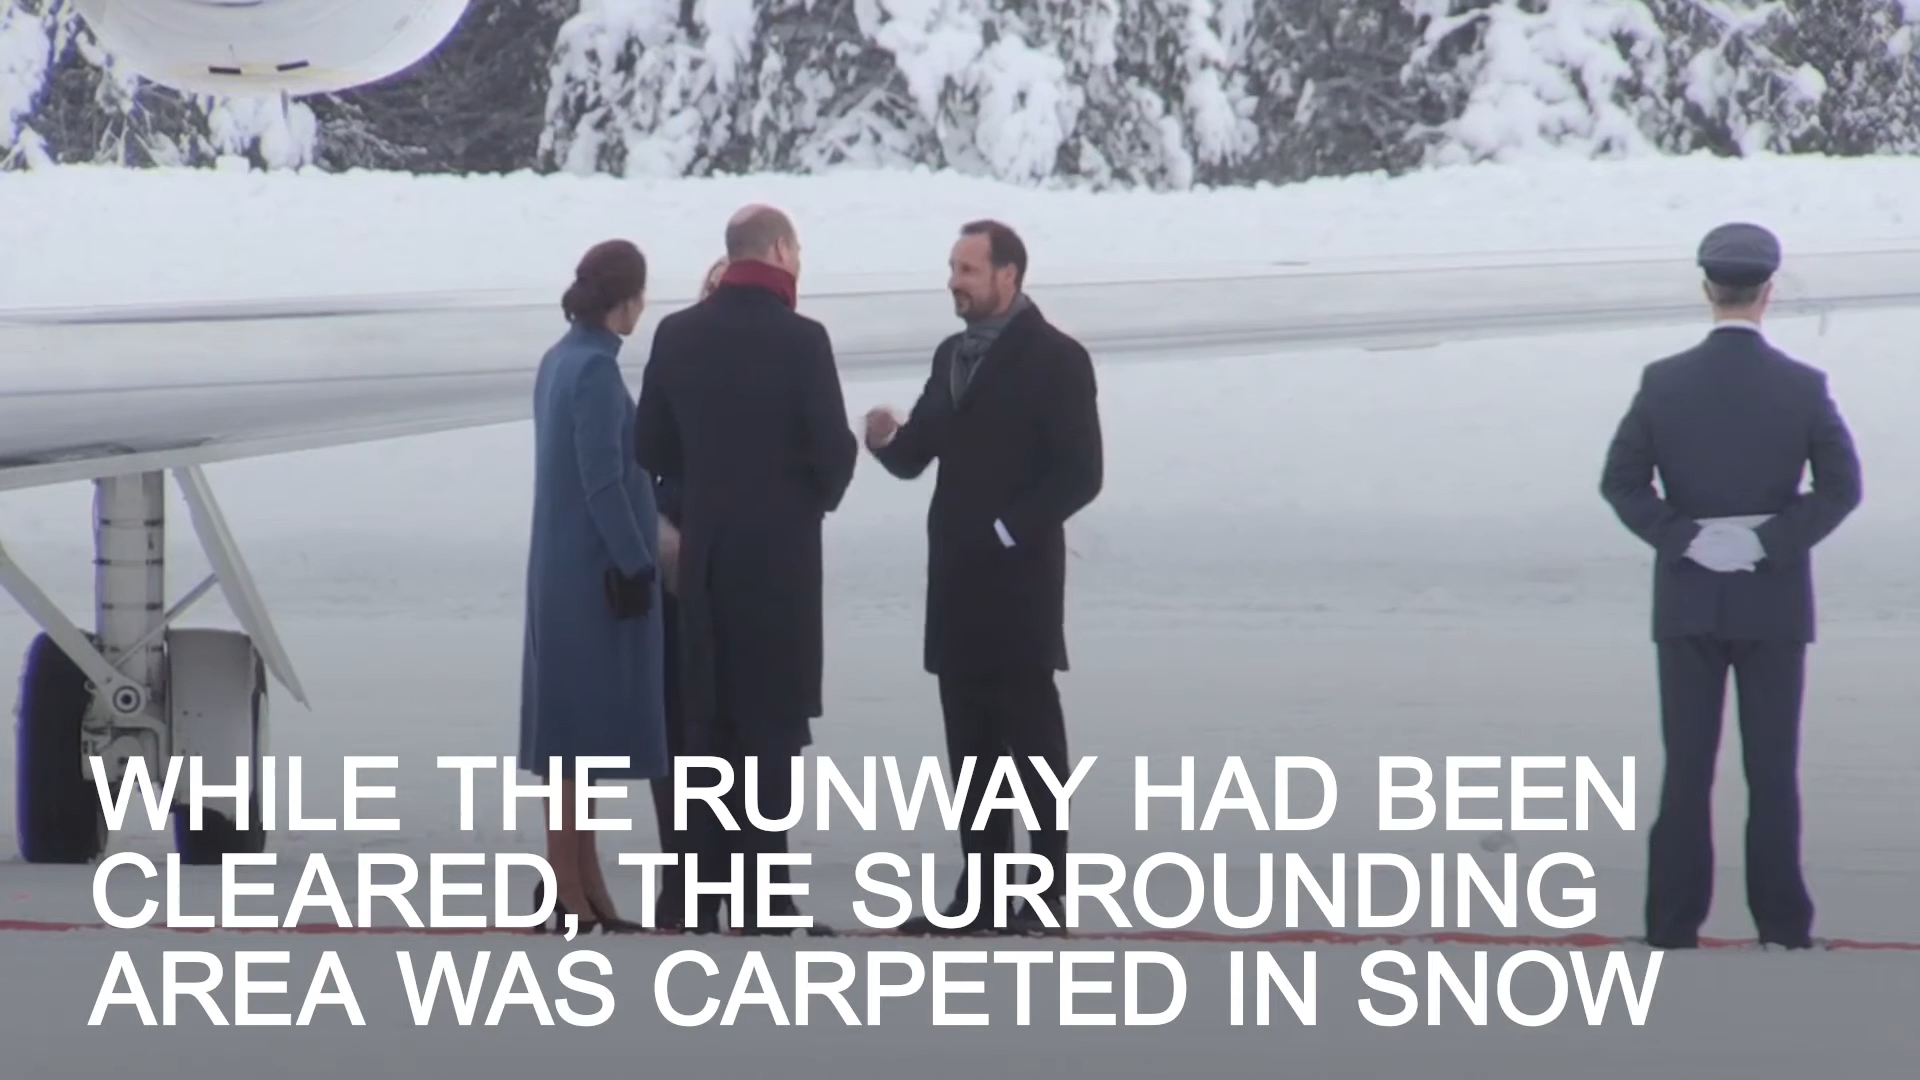 WHILE THE RUNWAY HAD BEEN
CLEARED, THE SURROUNDING
AREA WAS CARPETED IN SNOW